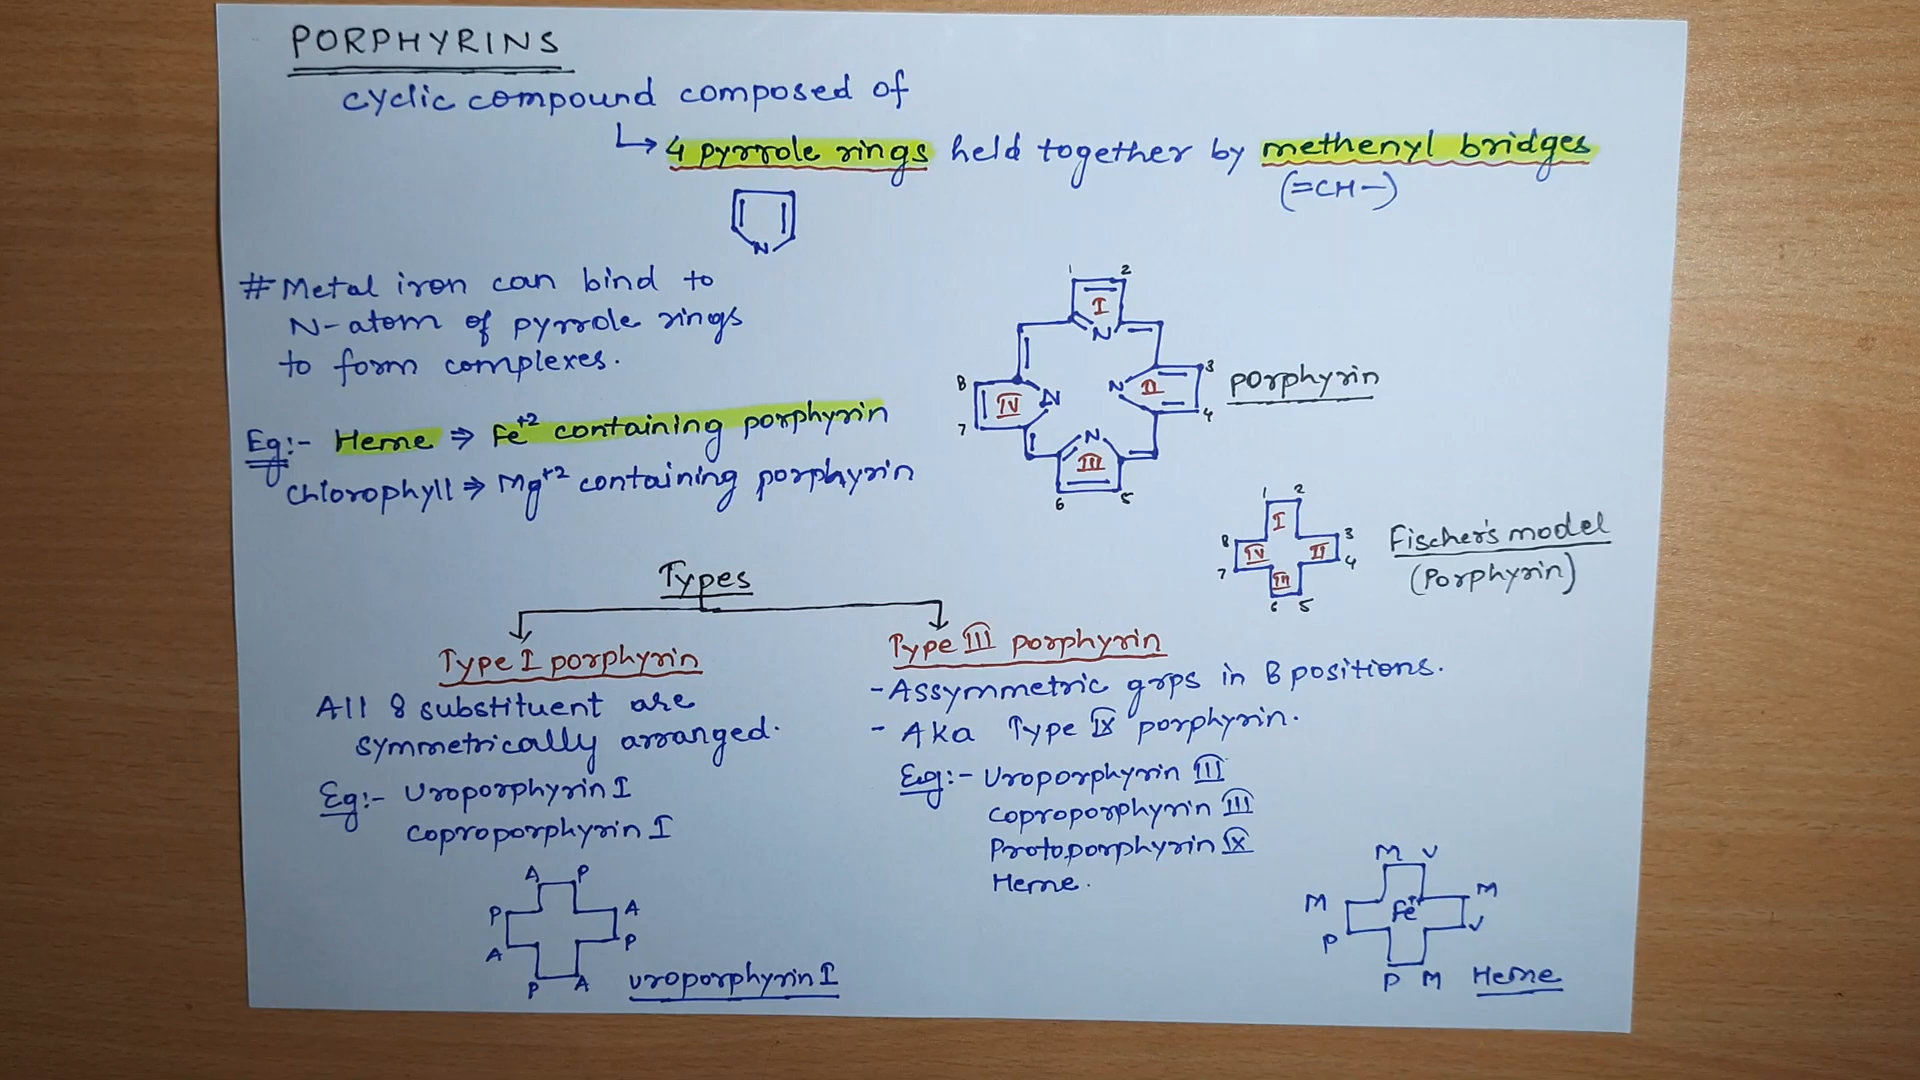 PORPHYRINS
cyclic compound composed of
↳ 4 pyrrole rings held together by methenyl bridges
(=CH-)
N
# Metal iron can bind to
N-atom of pyrrole rings
to form complexes.
Eg:- Heme ⇒ Fe+2 containing porphyrin
Chlorophyll ⇒ Mg+2 containing porphyrin
1 2
I
N
8 IV N N II 3
porphyrin
7 4
N
III
6 5
1 2
I
8 IV II 3
7 4
III
6 5
Fischer's model
(Porphyrin)
Types
Type I porphyrin
All 8 substituent are
symmetrically arranged.
Eg:- Uroporphyrin I
Coproporphyrin I
A P
P A
A P
P A
uroporphyrin I
Type III porphyrin
- Assymmetric grps in 8 positions.
- Aka Type IX porphyrin.
Eg:- Uroporphyrin III
Coproporphyrin III
Protoporphyrin IX
Heme.
M V
M Fe+ M
P V
P M
Heme